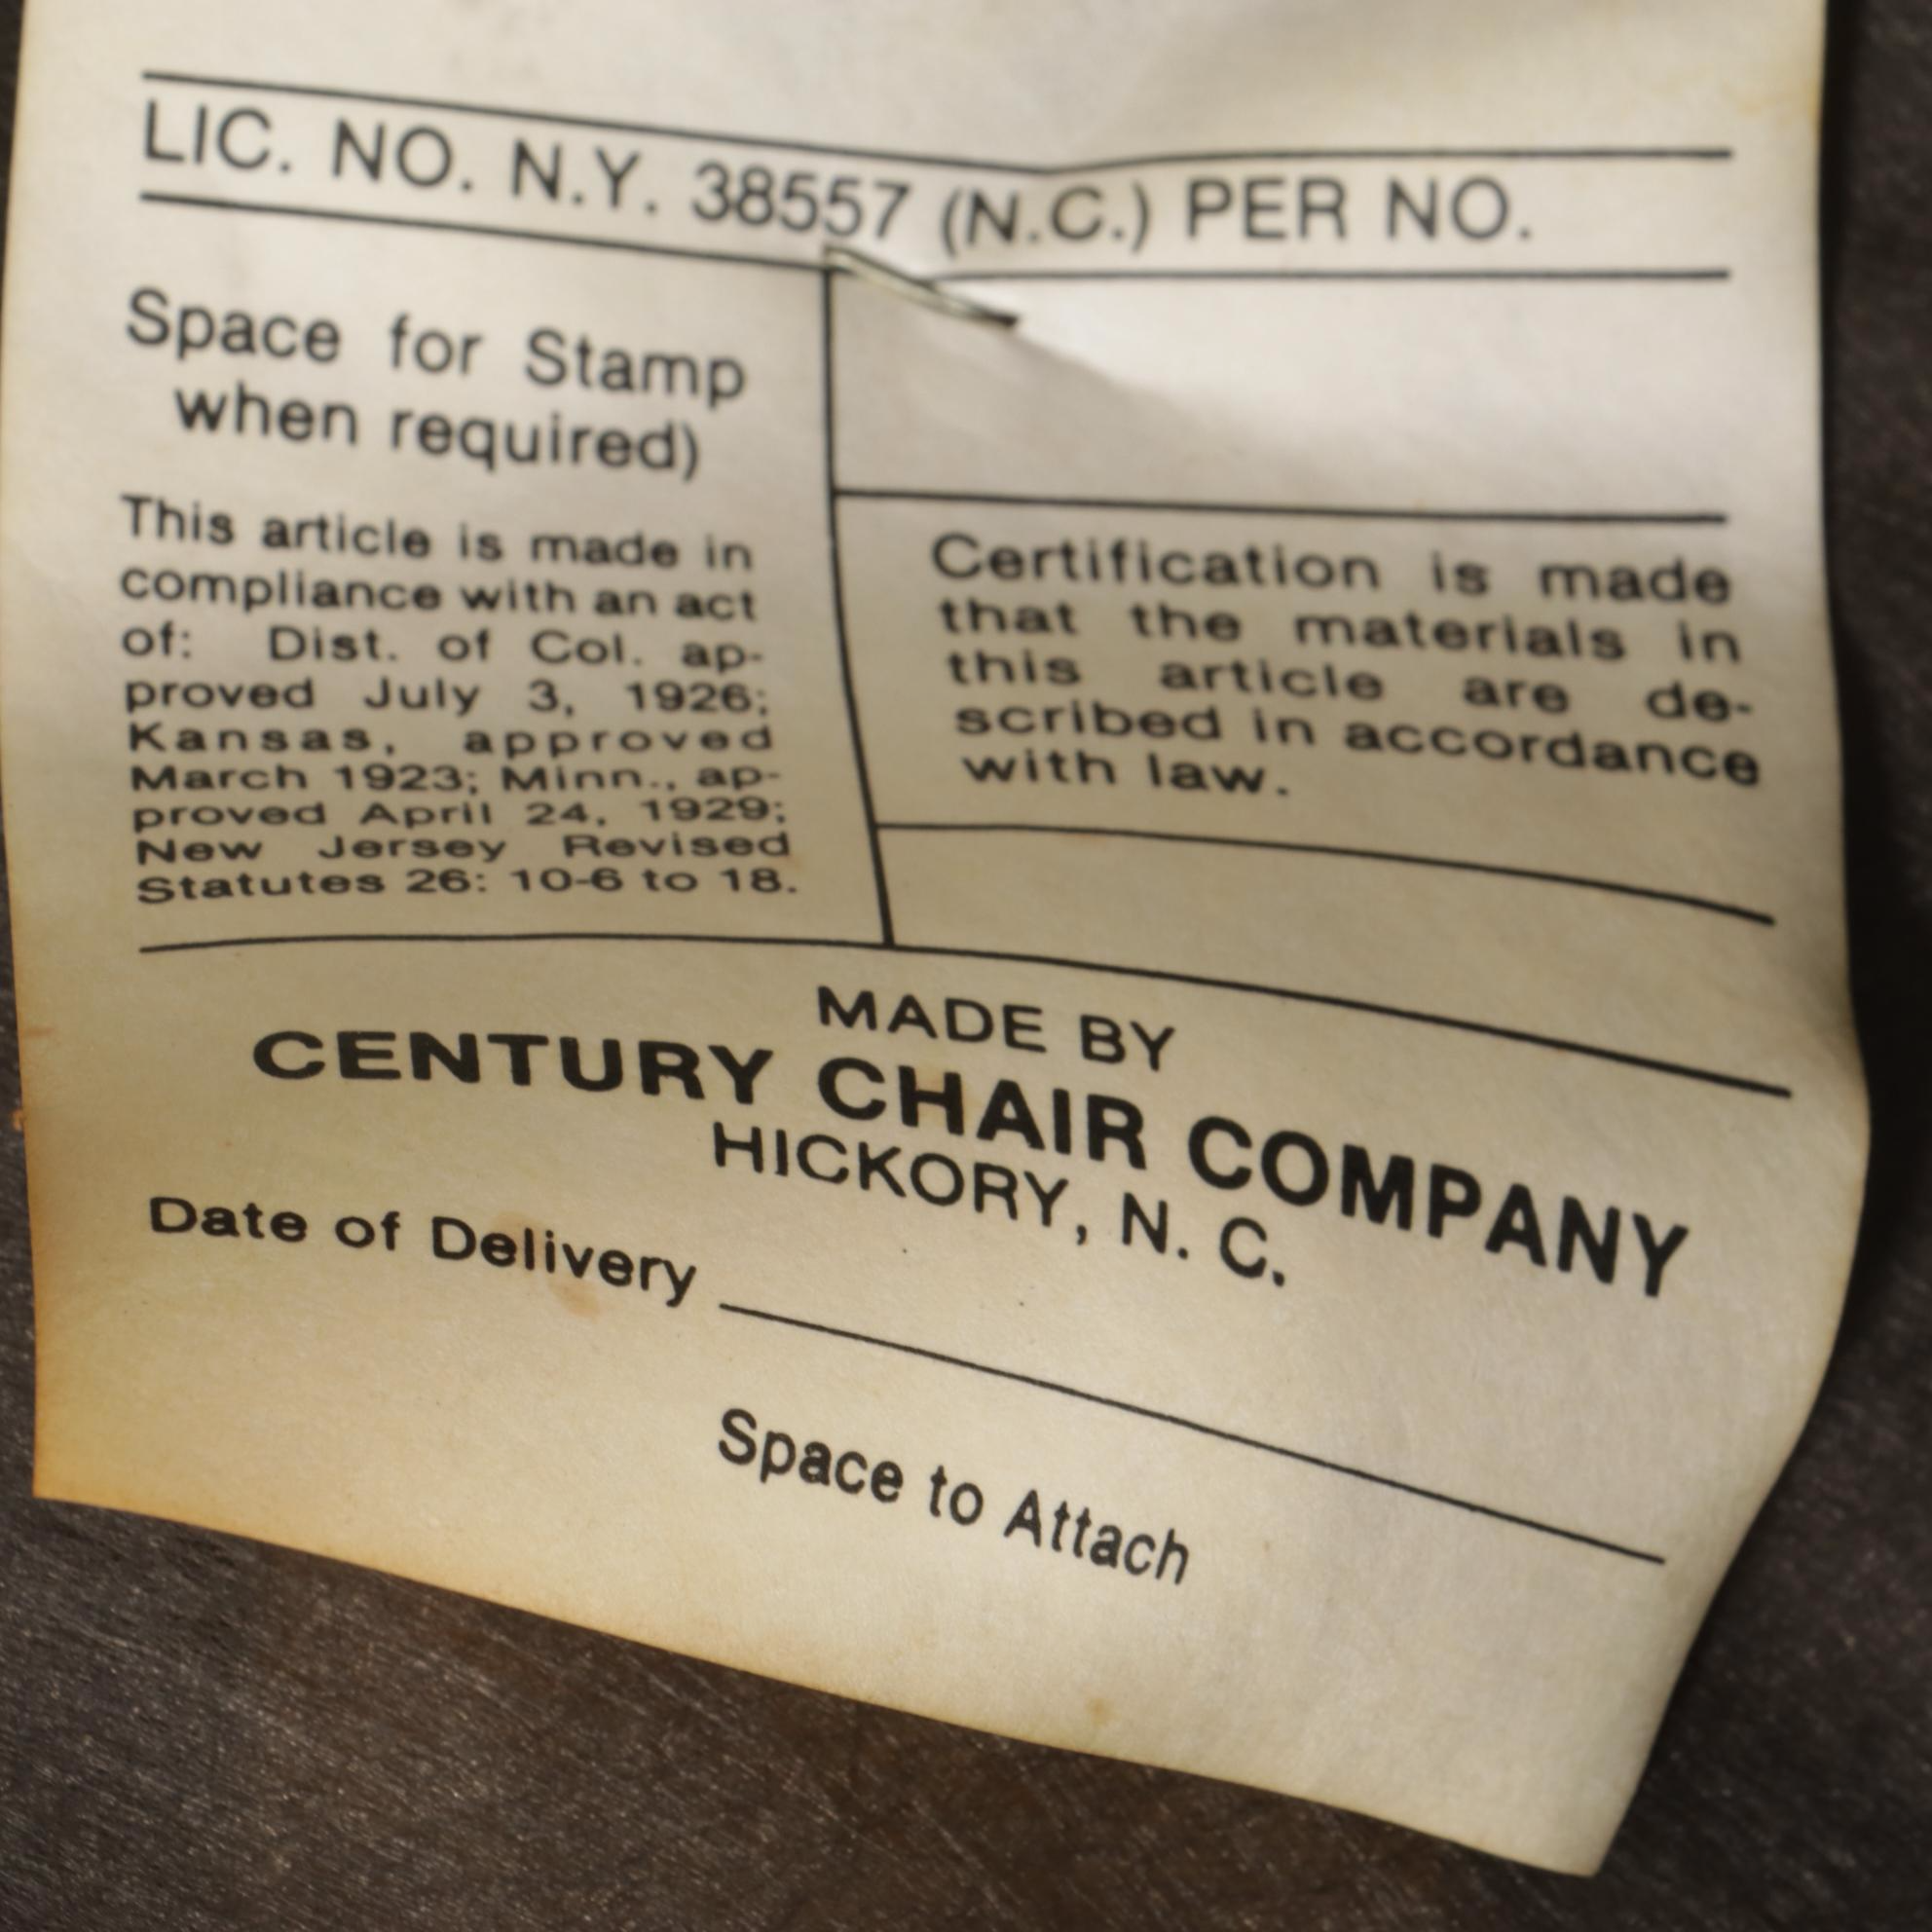 LIC. NO. N.Y. 38557 (N.C.) PER NO.
Space for Stamp
when required)
This article is made in
compliance with an act
of: Dist. of Col. ap-
proved July 3, 1926;
Kansas, approved
March 1923; Minn., ap-
proved April 24, 1929;
New Jersey Revised
Statutes 26: 10-6 to 18.
Certification is made
that the materials in
this article are de-
scribed in accordance
with law.
MADE BY
CENTURY CHAIR COMPANY
HICKORY, N. C.
Date of Delivery
Space to Attach